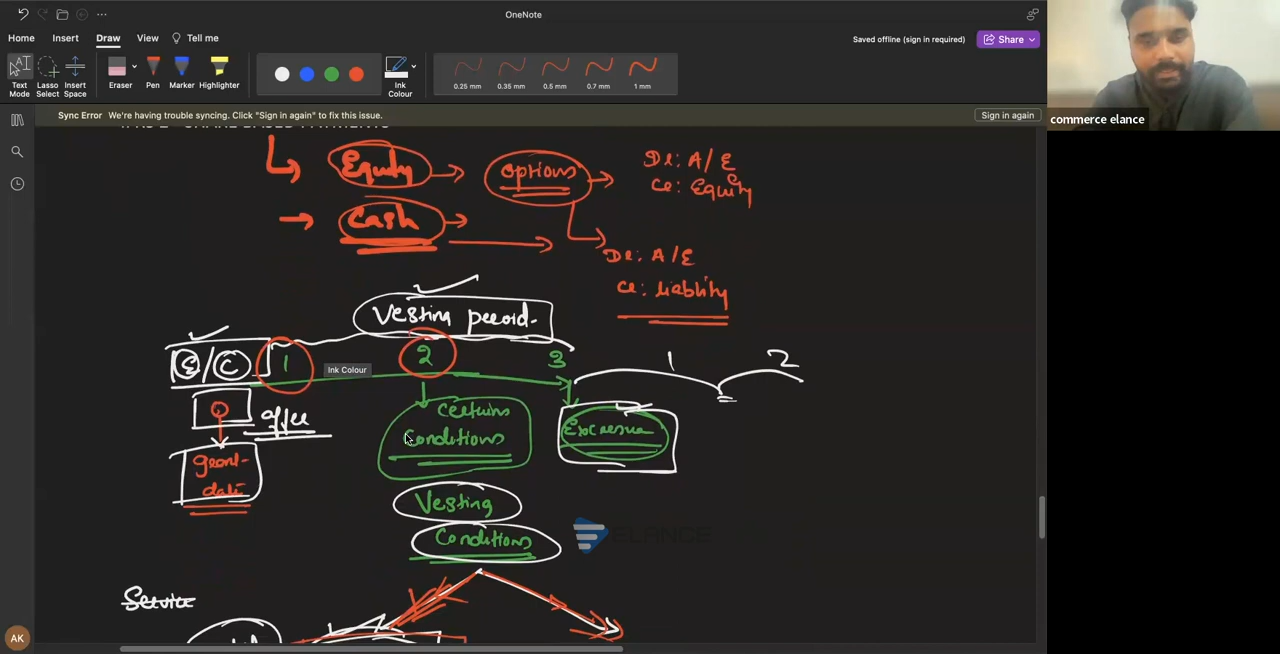 OneNote
Home Insert Draw View Tell me
Saved offline (sign in required)
Share
Text Mode
Lasso Select
Insert Space
Eraser
Pen
Marker
Highlighter
Ink Colour
0.25 mm
0.35 mm
0.5 mm
0.7 mm
1 mm
commerce elance
Sync Error We're having trouble syncing. Click "Sign in again" to fix this issue.
Sign in again
Equity
options
Dr: A/E
Cr: Equity
Cash
Dr: A/E
Cr: liability
Vesting
E/C 1 2 3 1 2
Ink Colour
0
offer
Certains
Conditions
date
Vesting
Conditions
ELANCE
Service
AK